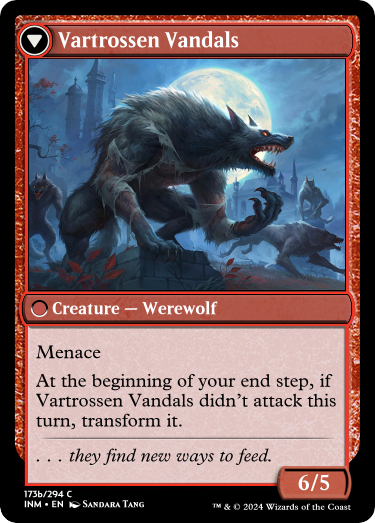 Vartrossen Vandals
Creature — Werewolf
Menace
At the beginning of your end step, if
Vartrossen Vandals didn’t attack this
turn, transform it.
. . . they find new ways to feed.
6/5
173b/294 C
INM • EN Sandara Tang
™ & © 2024 Wizards of the Coast